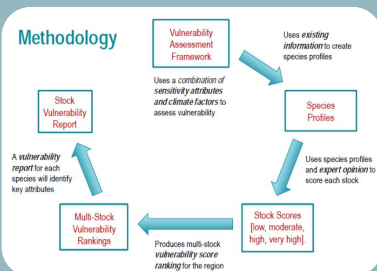 Methodology
Vulnerability
Assessment
Framework
Uses existing
information to create
species profiles
Uses a combination of
sensitivity attributes
and climate factors to
assess vulnerability
Species
Profiles
Uses species profiles
and expert opinion to
score each stock
Stock Scores
[low, moderate,
high, very high].
Produces multi-stock
vulnerability score
ranking for the region
Multi-Stock
Vulnerability
Rankings
A vulnerability
report for each
species will identify
key attributes
Stock
Vulnerability
Report